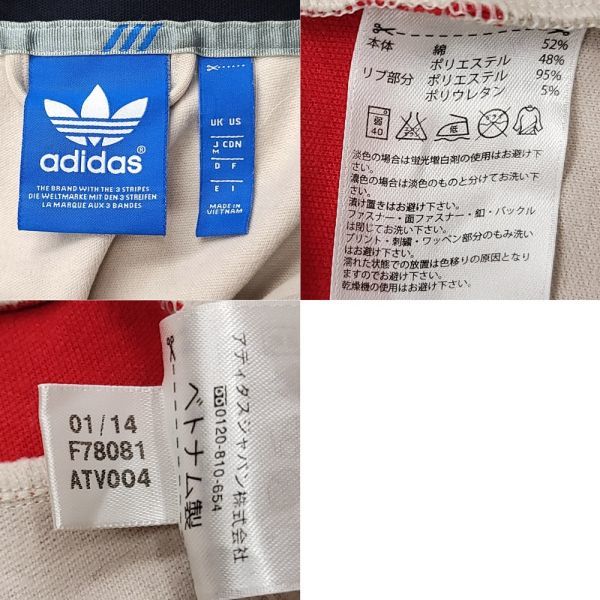 adidas®
THE BRAND WITH THE 3 STRIPES
DIE WELTMARKE MIT DEN 3 STREIFEN
LA MARQUE AUX 3 BANDES
UK US
J CDN
M
D F
E I
MADE IN
VIETNAM
本体 綿 52%
ポリエステル 48%
リブ部分 ポリエステル 95%
ポリウレタン 5%
弱
40
低
淡色の場合は蛍光増白剤の使用はお避け下
さい。
濃色の場合は淡色のものと分けてお洗い下
さい。
漬け置きはお避け下さい。
ファスナー・面ファスナー・釦・バックル
は閉じてお洗い下さい。
プリント・刺繍・ワッペン部分のもみ洗い
はお避け下さい。
濡れた状態での放置は色移りの原因となり
ますのでお避け下さい。
乾燥機の使用はお避け下さい。
01/14
F78081
ATV004
アディダスジャパン株式会社
0120-810-654
ベトナム製